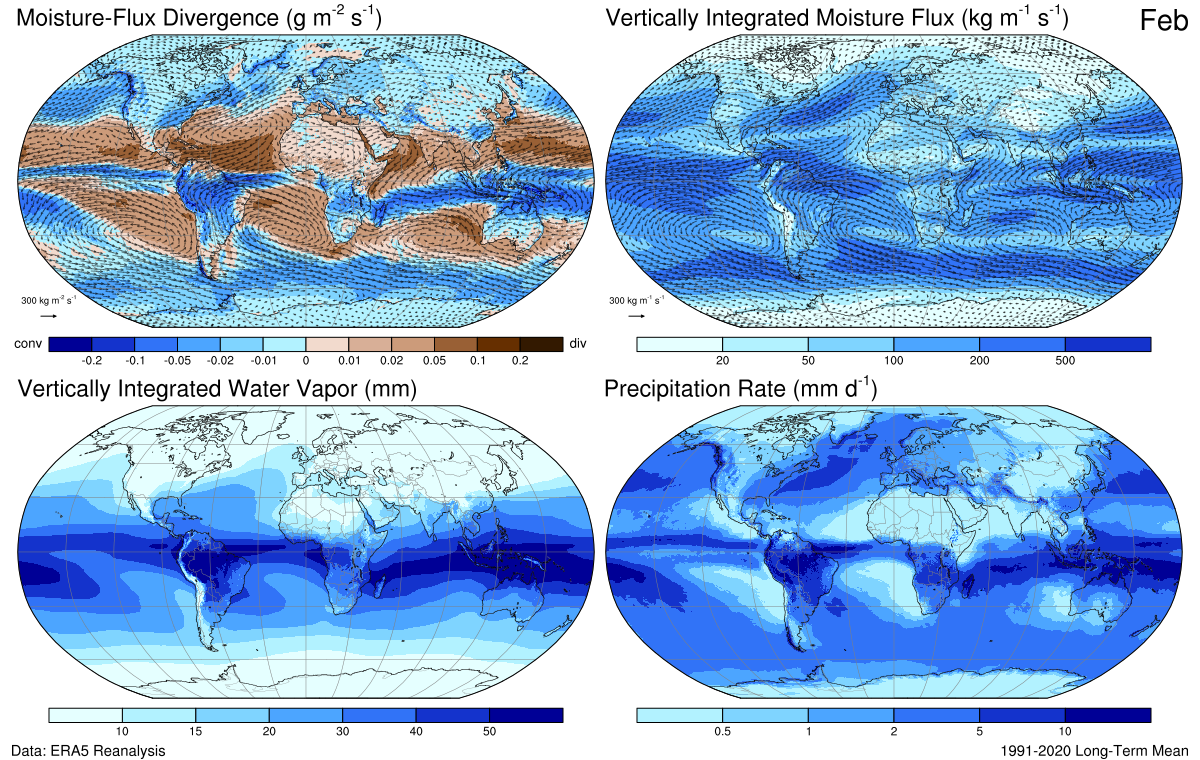 Moisture-Flux Divergence (g m-2 s-1)
Vertically Integrated Moisture Flux (kg m-1 s-1)
Feb
300 kg m-2 s-1
300 kg m-1 s-1
conv
div
-0.2 -0.1 -0.05 -0.02 -0.01 0 0.01 0.02 0.05 0.1 0.2
20 50 100 200 500
Vertically Integrated Water Vapor (mm)
Precipitation Rate (mm d-1)
10 15 20 30 40 50
0.5 1 2 5 10
Data: ERA5 Reanalysis
1991-2020 Long-Term Mean